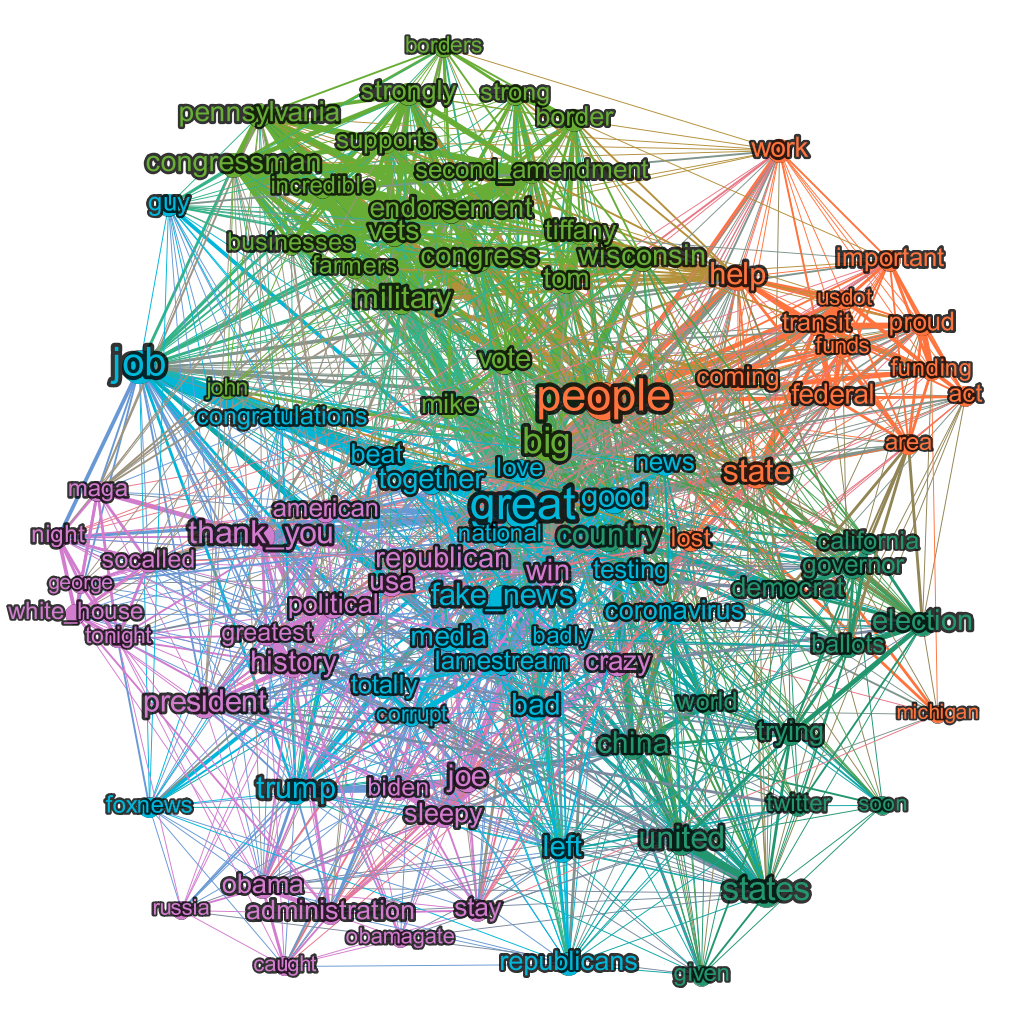 borders
strongly
strong
pennsylvania
border
supports
work
congressman
second_amendment
incredible
guy
endorsement
vets
tiffany
businesses
congress
wisconsin
important
farmers
tom
help
military
usdot
transit
proud
funds
vote
job
coming
funding
john
people
federal
act
mike
congratulations
big
area
beat
love
news
together
state
maga
great
good
american
night
thank_you
national
country
lost
california
socalled
republican
win
testing
governor
george
usa
democrat
fake_news
white_house
political
coronavirus
election
tonight
greatest
media
badly
ballots
history
lamestream
crazy
totally
president
bad
world
corrupt
michigan
china
trying
joe
trump
biden
foxnews
sleepy
twitter
soon
united
left
obama
states
russia
administration
stay
obamagate
caught
republicans
given